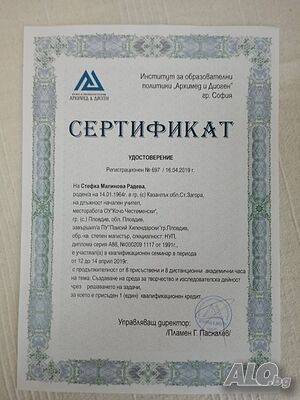 Институт за образователни
политики „Архимед и Диоген"
гр. София
АРХИМЕД & ДИОГЕН
СЕРТИФИКАТ
УДОСТОВЕРЕНИЕ
Регистрационен № 697 / 16.04.2019 г.
На Стефка Малинова Радева,
роден/а на 14.01.1964г. в гр. (с) Казанлък обл.Ст.Загора,
на длъжност начален учител,
месторабота ОУ"Кочо Честеменски",
гр. (с.) Пловдив, обл. Пловдив,
завършил/а ПУ"Паисий Хилендарски"гр.Пловдив,
обр.-кв. степен магистър, специалност: НУП,
диплома серия А88, №000209 1117 от 1991г.,
е участвал(а) в квалификационен семинар в периода
от 12 до 14 април 2019г.
с продължителност от 8 присъствени и 8 дистанционни академични часа
на тема: Създаване на среда за творчество и изследователска дейност
чрез решаването на задачи,
за което е присъден 1 (един) квалификационен кредит.
Управляващ директор:
/Пламен Г. Паскалев/
ALO.bg